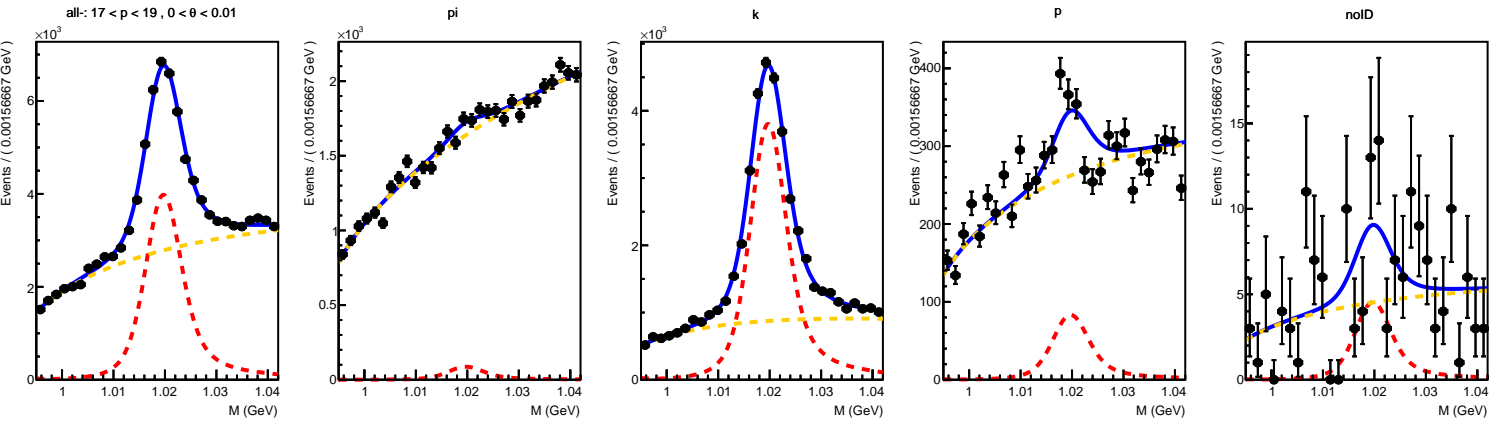 all-: 17 < p < 19 , 0 < θ < 0.01
×10³
Events / ( 0.00156667 GeV )
6
4
2
0
1 1.01 1.02 1.03 1.04
M (GeV)
pi
×10³
Events / ( 0.00156667 GeV )
2
1.5
1
0.5
0
1 1.01 1.02 1.03 1.04
M (GeV)
k
×10³
Events / ( 0.00156667 GeV )
4
2
0
1 1.01 1.02 1.03 1.04
M (GeV)
p
Events / ( 0.00156667 GeV )
400
300
200
100
0
1 1.01 1.02 1.03 1.04
M (GeV)
noID
Events / ( 0.00156667 GeV )
15
10
5
0
1 1.01 1.02 1.03 1.04
M (GeV)